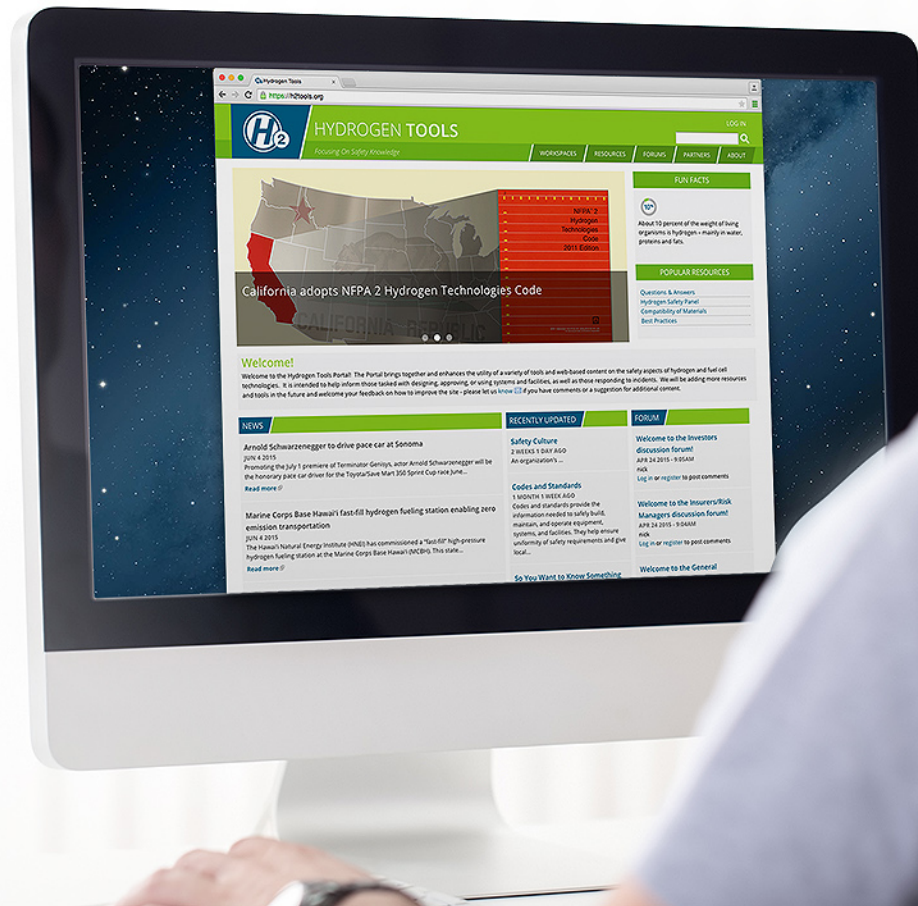 Hydrogen Tools
https://h2tools.org
H2
HYDROGEN TOOLS
Focusing On Safety Knowledge
LOG IN
WORKSPACES RESOURCES FORUMS PARTNERS ABOUT
NFPA 2
Hydrogen
Technologies
Code
2011 Edition
California adopts NFPA 2 Hydrogen Technologies Code
CALIFORNIA REPUBLIC
FUN FACTS
10%
About 10 percent of the weight of living
organisms is hydrogen – mainly in water,
proteins and fats.
POPULAR RESOURCES
Questions & Answers
Hydrogen Safety Panel
Compatibility of Materials
Best Practices
Welcome!
Welcome to the Hydrogen Tools Portal! The Portal brings together and enhances the utility of a variety of tools and web-based content on the safety aspects of hydrogen and fuel cell
technologies. It is intended to help inform those tasked with designing, approving, or using systems and facilities, as well as those responding to incidents. We will be adding more resources
and tools in the future and welcome your feedback on how to improve the site - please let us know if you have comments or a suggestion for additional content.
NEWS
Arnold Schwarzenegger to drive pace car at Sonoma
JUN 4 2015
Promoting the July 1 premiere of Terminator Genisys, actor Arnold Schwarzenegger will be
the honorary pace car driver for the Toyota/Save Mart 350 Sprint Cup race June...
Read more
Marine Corps Base Hawai'i fast-fill hydrogen fueling station enabling zero
emission transportation
JUN 4 2015
The Hawai'i Natural Energy Institute (HNEI) has commissioned a "fast-fill" high-pressure
hydrogen fueling station at the Marine Corps Base Hawai'i (MCBH). This state...
Read more
RECENTLY UPDATED
Safety Culture
2 WEEKS 1 DAY AGO
An organization's ...
Codes and Standards
1 MONTH 1 WEEK AGO
Codes and standards provide the
information needed to safely build,
maintain, and operate equipment,
systems, and facilities. They help ensure
uniformity of safety requirements and give
local...
So You Want to Know Something
FORUM
Welcome to the Investors
discussion forum!
APR 24 2015 - 9:05AM
nick
Log in or register to post comments
Welcome to the Insurers/Risk
Managers discussion forum!
APR 24 2015 - 9:04AM
nick
Log in or register to post comments
Welcome to the General